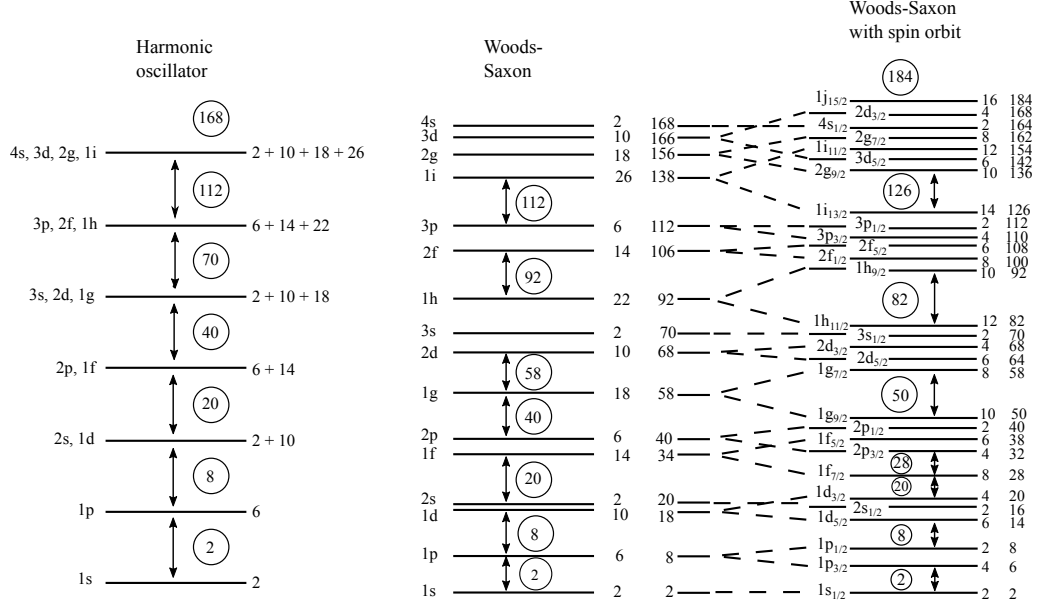 Harmonic
oscillator
168
4s, 3d, 2g, 1i 2 + 10 + 18 + 26
112
3p, 2f, 1h 6 + 14 + 22
70
3s, 2d, 1g 2 + 10 + 18
40
2p, 1f 6 + 14
20
2s, 1d 2 + 10
8
1p 6
2
1s 2
Woods-
Saxon
4s 2 168
3d 10 166
2g 18 156
1i 26 138
112
3p 6 112
2f 14 106
92
1h 22 92
3s 2 70
2d 10 68
58
1g 18 58
40
2p 6 40
1f 14 34
20
2s 2 20
1d 10 18
8
1p 6 8
2
1s 2 2
Woods-Saxon
with spin orbit
184
1j15/2 16 184
2d3/2 4 168
4s1/2 2 164
2g7/2 8 162
1i11/2 12 154
3d5/2 6 142
2g9/2 10 136
126
1i13/2 14 126
3p1/2 2 112
3p3/2 4 110
2f5/2 6 108
2f1/2 8 100
1h9/2 10 92
82
1h11/2 12 82
3s1/2 2 70
2d3/2 4 68
2d5/2 6 64
1g7/2 8 58
50
1g9/2 10 50
2p1/2 2 40
1f5/2 6 38
2p3/2 4 32
28
1f7/2 8 28
20
1d3/2 4 20
2s1/2 2 16
1d5/2 6 14
8
1p1/2 2 8
1p3/2 4 6
2
1s1/2 2 2